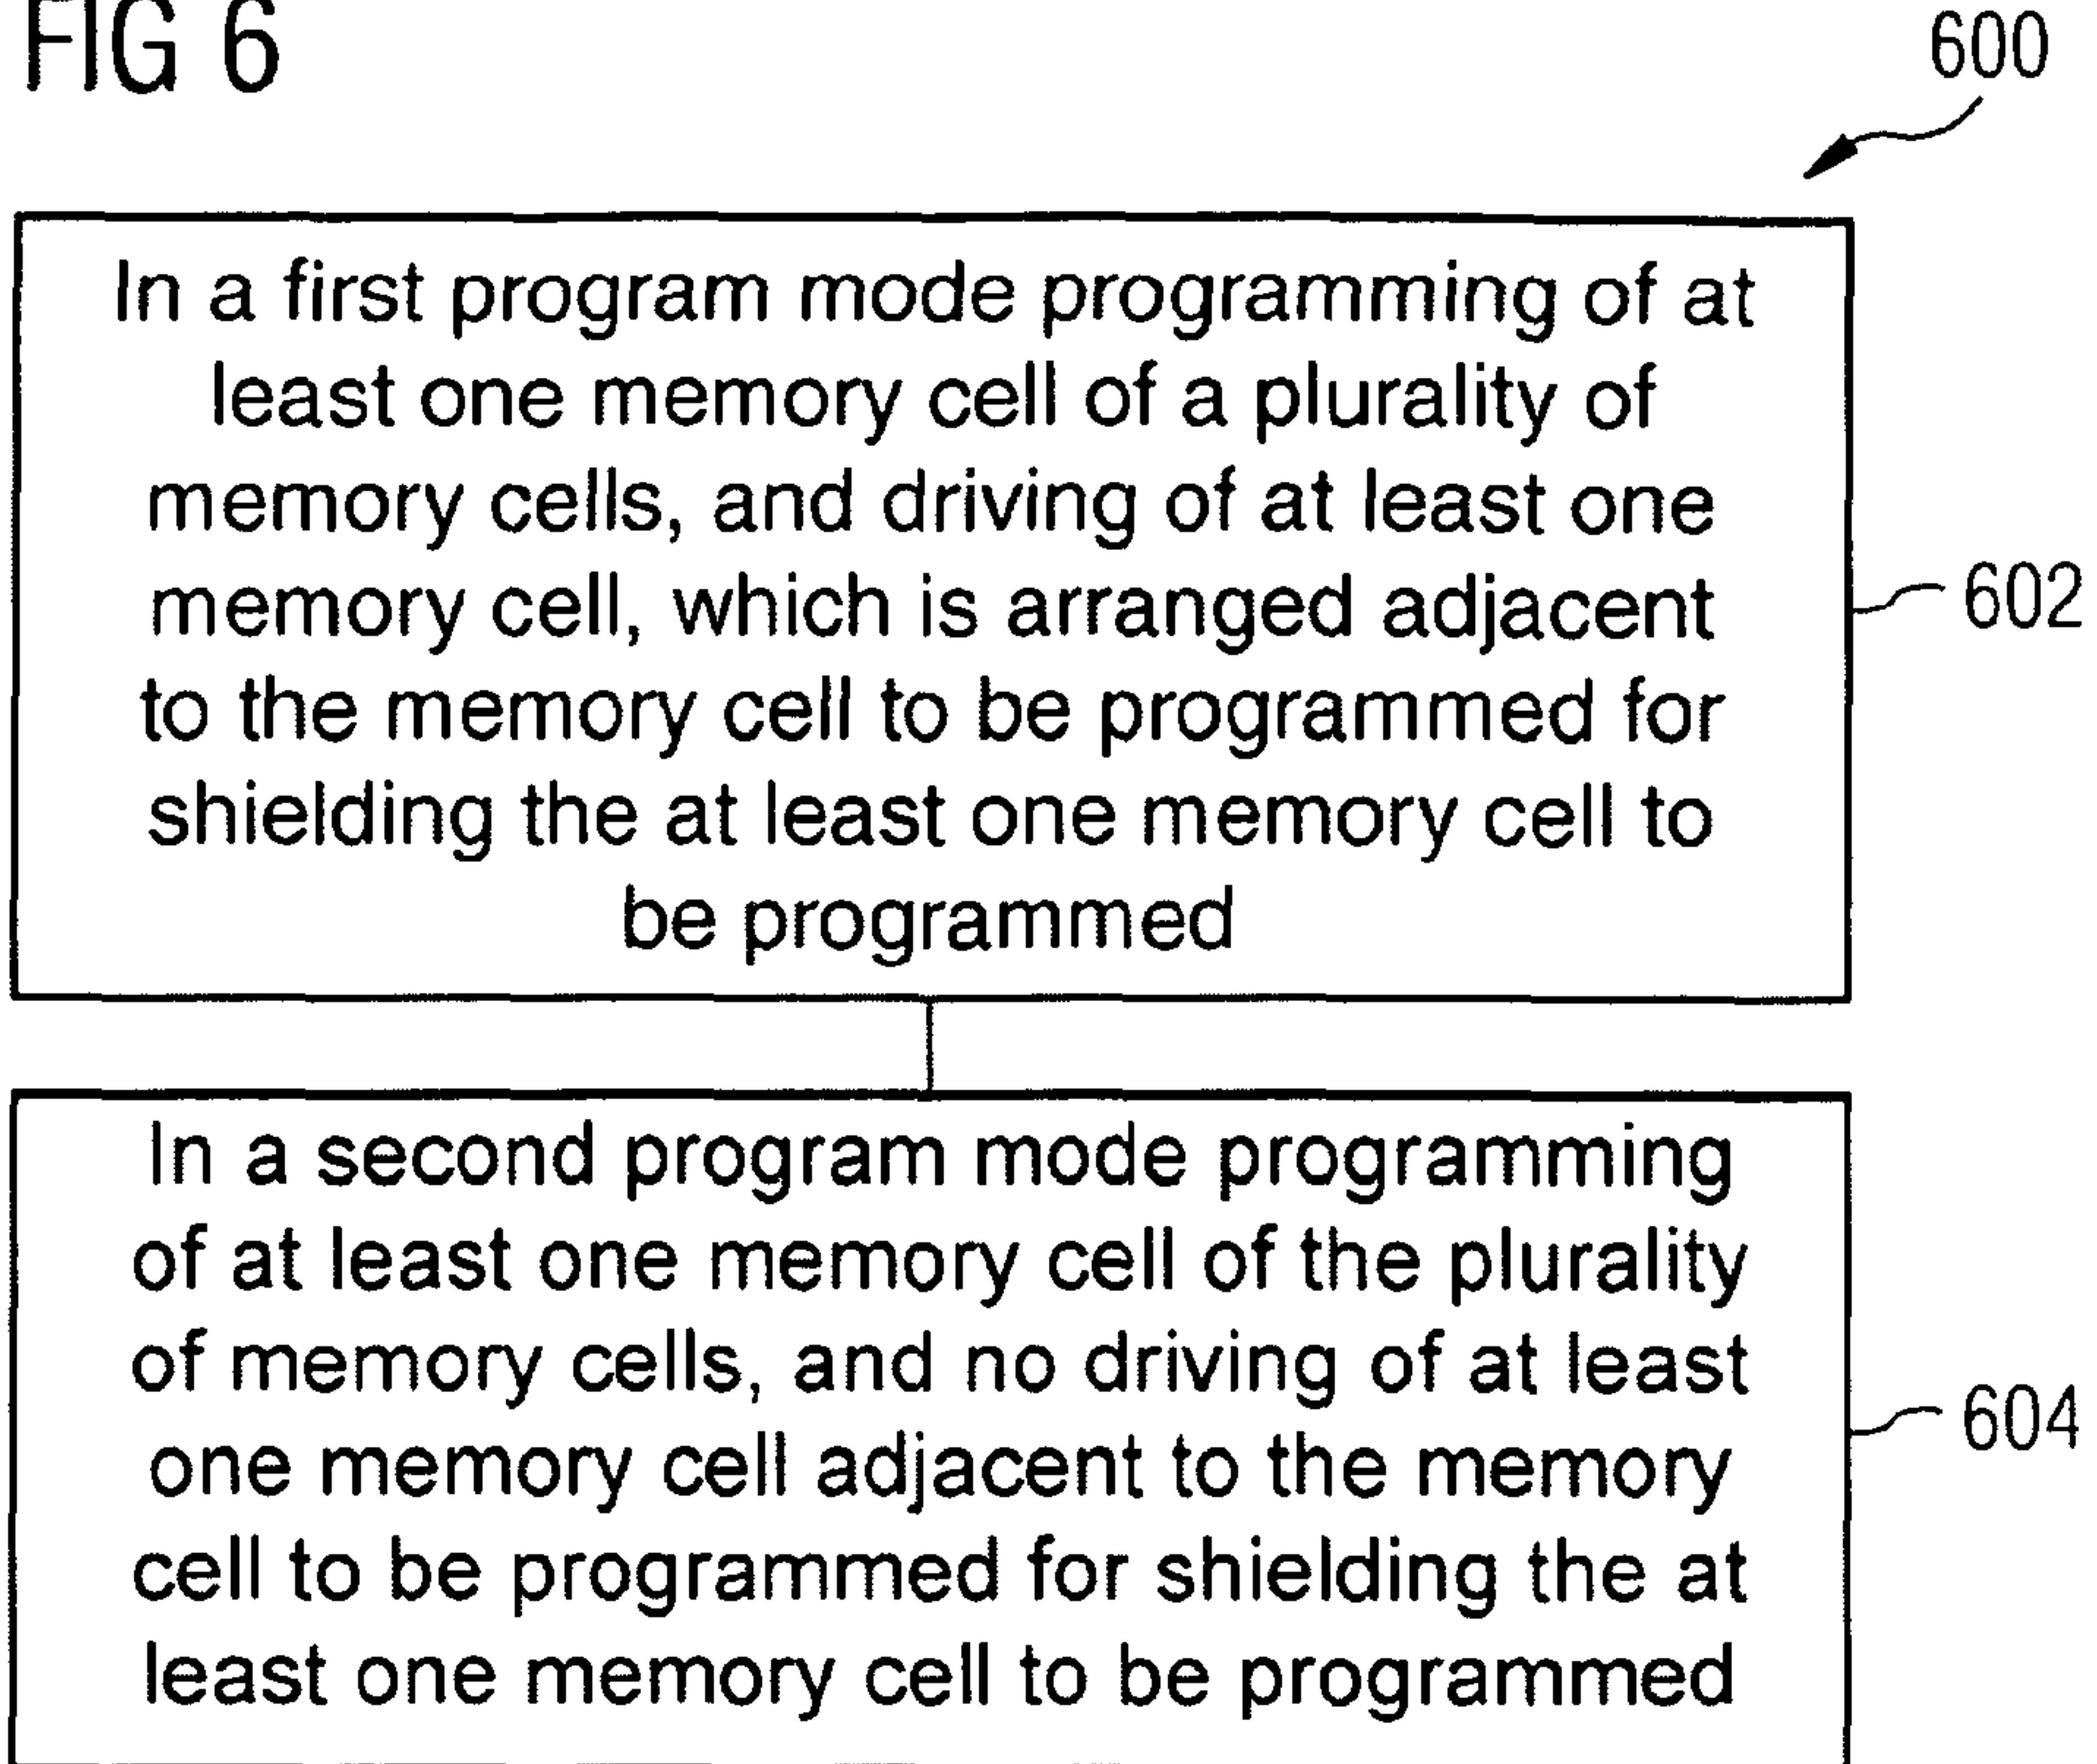 FIG 6
600
In a first program mode programming of at
least one memory cell of a plurality of
memory cells, and driving of at least one
memory cell, which is arranged adjacent
to the memory cell to be programmed for
shielding the at least one memory cell to
be programmed
602
In a second program mode programming
of at least one memory cell of the plurality
of memory cells, and no driving of at least
one memory cell adjacent to the memory
cell to be programmed for shielding the at
least one memory cell to be programmed
604